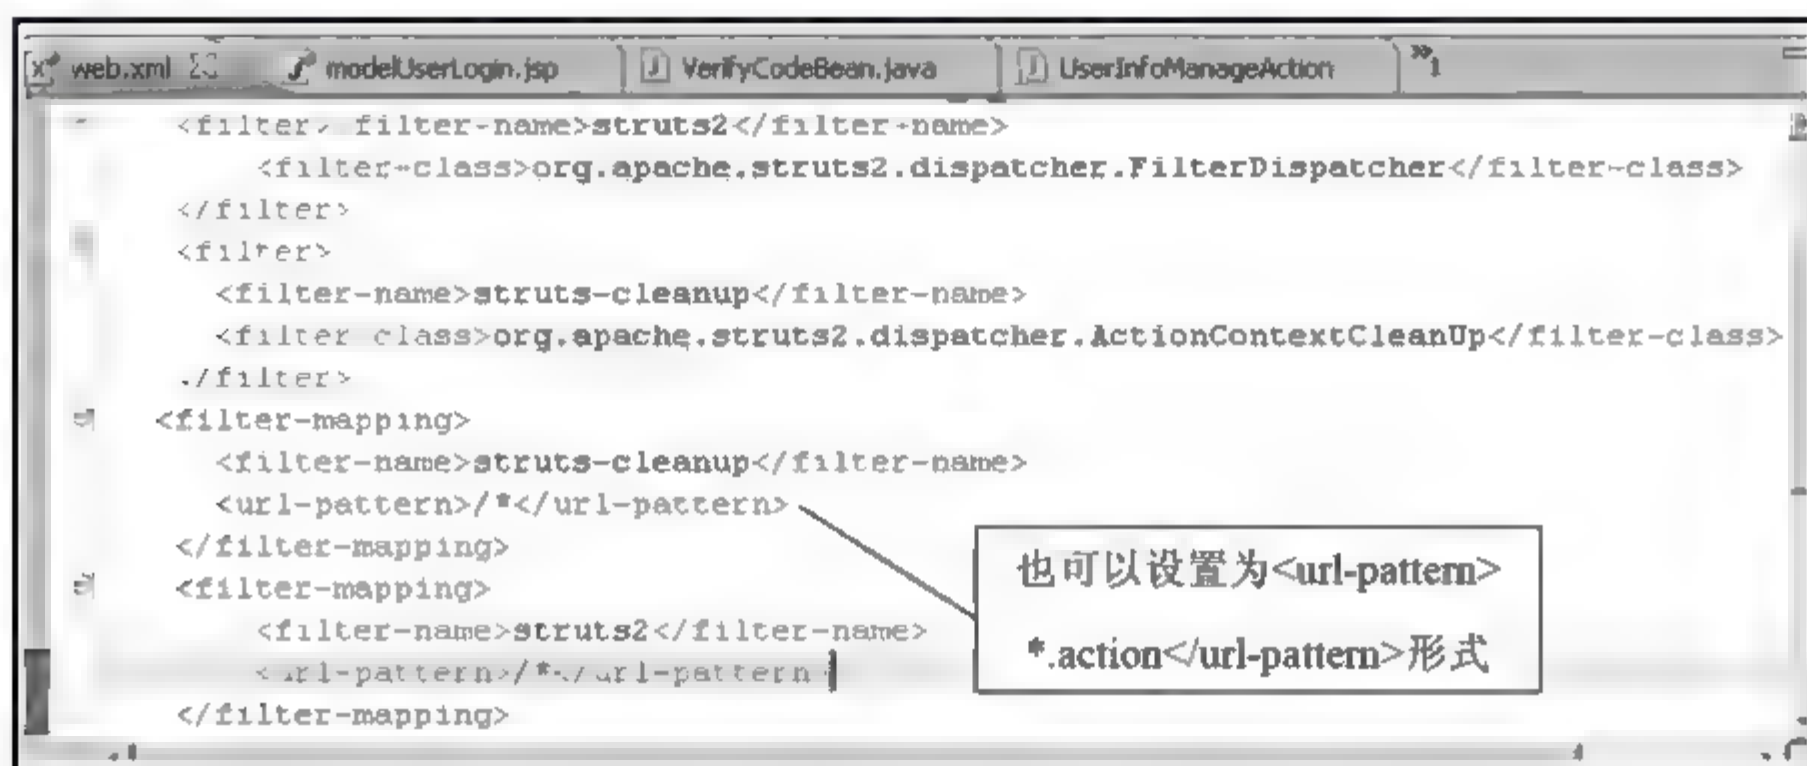 web.xml
modelUserLogin.jsp
VerifyCodeBean.java
UserInfoManageAction
»1
<filter> <filter-name>struts2</filter-name>
<filter-class>org.apache.struts2.dispatcher.FilterDispatcher</filter-class>
</filter>
<filter>
<filter-name>struts-cleanup</filter-name>
<filter-class>org.apache.struts2.dispatcher.ActionContextCleanUp</filter-class>
</filter>
<filter-mapping>
<filter-name>struts-cleanup</filter-name>
<url-pattern>/*</url-pattern>
</filter-mapping>
<filter-mapping>
<filter-name>struts2</filter-name>
<url-pattern>/*</url-pattern>
</filter-mapping>
也可以设置为<url-pattern>
*.action</url-pattern>形式